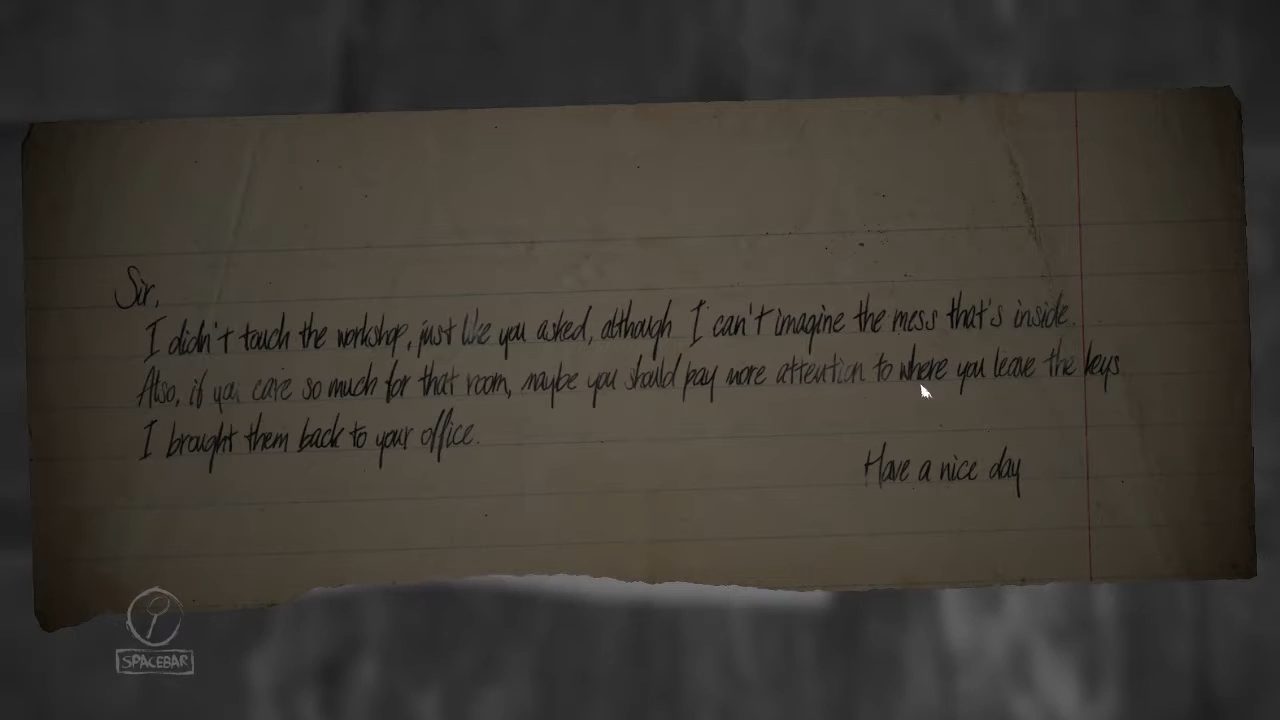 Sir,
I didn't touch the workshop, just like you asked, although I can't imagine the mess that's inside.
Also, if you care so much for that room, maybe you should pay more attention to where you leave the keys
I brought them back to your office.
Have a nice day
SPACEBAR